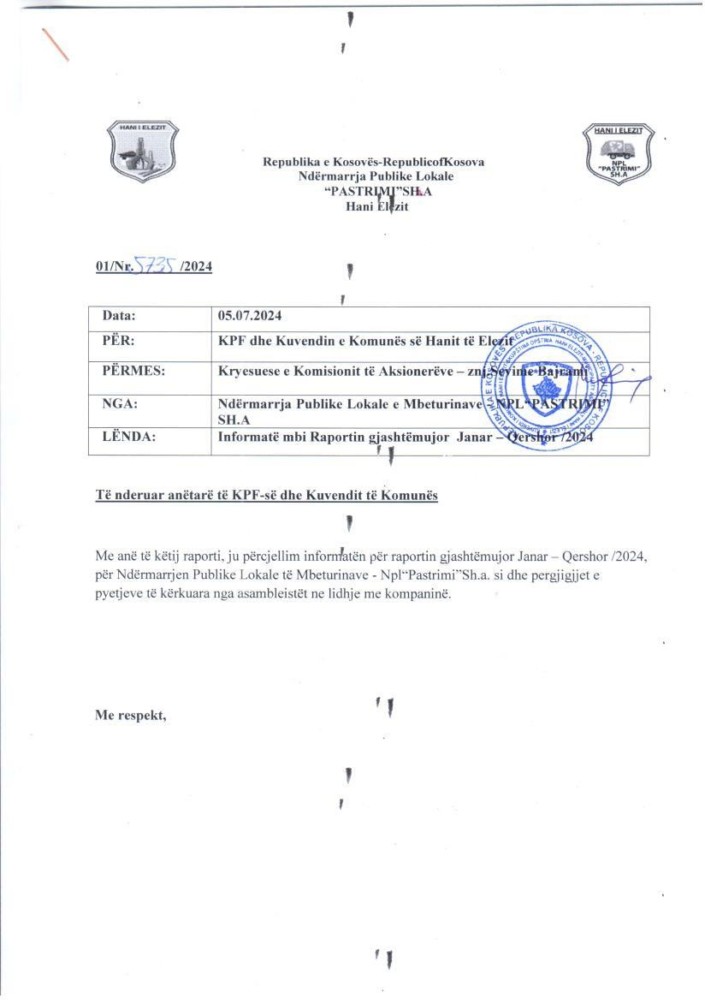 HANI I ELEZIT
HANI I ELEZIT
NPL
"PASTRIMI"
SH.A
Republika e Kosovës-RepublicofKosova
Ndërmarrja Publike Lokale
“PASTRIMI”SH.A
Hani Elezit
01/Nr. 5735 /2024
Data: 05.07.2024
PËR: KPF dhe Kuvendin e Komunës së Hanit të Elezit
PËRMES: Kryesuese e Komisionit të Aksionerëve – znj.Sevime Bajrami
NGA: Ndërmarrja Publike Lokale e Mbeturinave - NPL“PASTRIMI”
SH.A
LËNDA: Informatë mbi Raportin gjashtëmujor Janar – Qershor /2024
REPUBLIKA E KOSOVËS - REPUBLIKA KOSOVA - REPUBLIC OF KOSOVO
Të nderuar anëtarë të KPF-së dhe Kuvendit të Komunës
Me anë të këtij raporti, ju përcjellim informatën për raportin gjashtëmujor Janar – Qershor /2024,
për Ndërmarrjen Publike Lokale të Mbeturinave - Npl“Pastrimi”Sh.a. si dhe pergjigjjet e
pyetjeve të kërkuara nga asambleistët ne lidhje me kompaninë.
Me respekt,